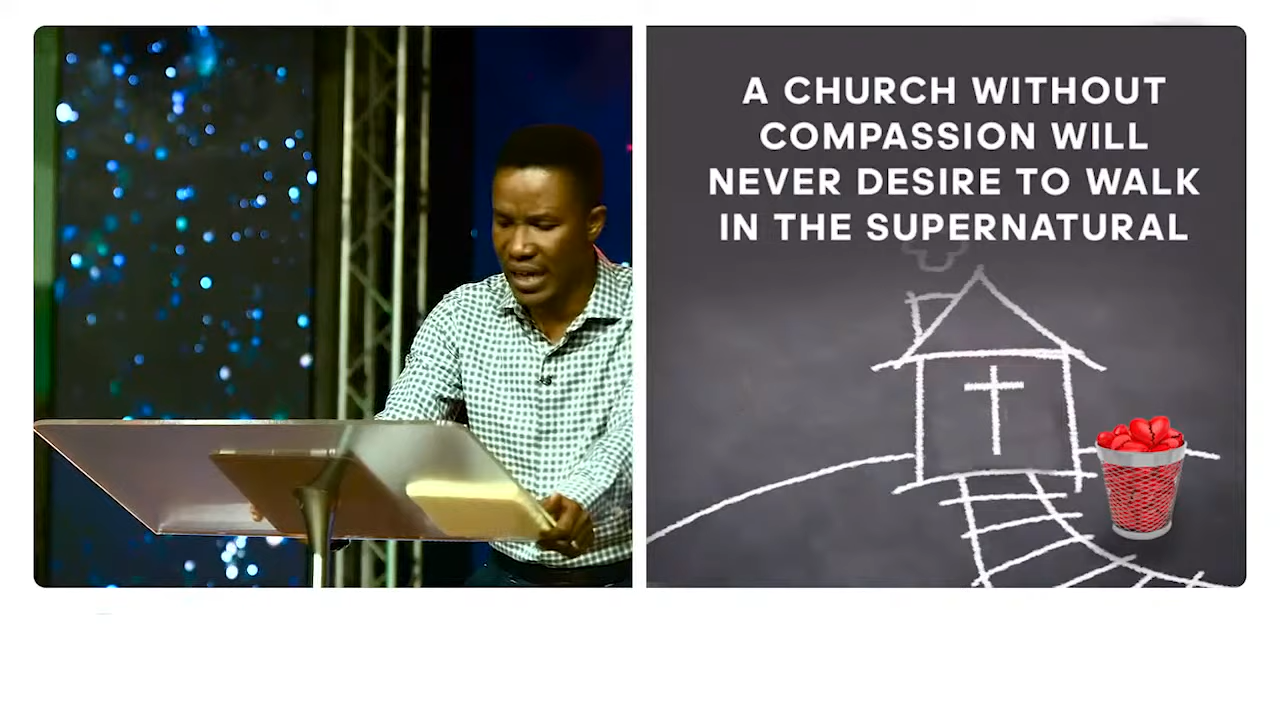 A CHURCH WITHOUT
COMPASSION WILL
NEVER DESIRE TO WALK
IN THE SUPERNATURAL